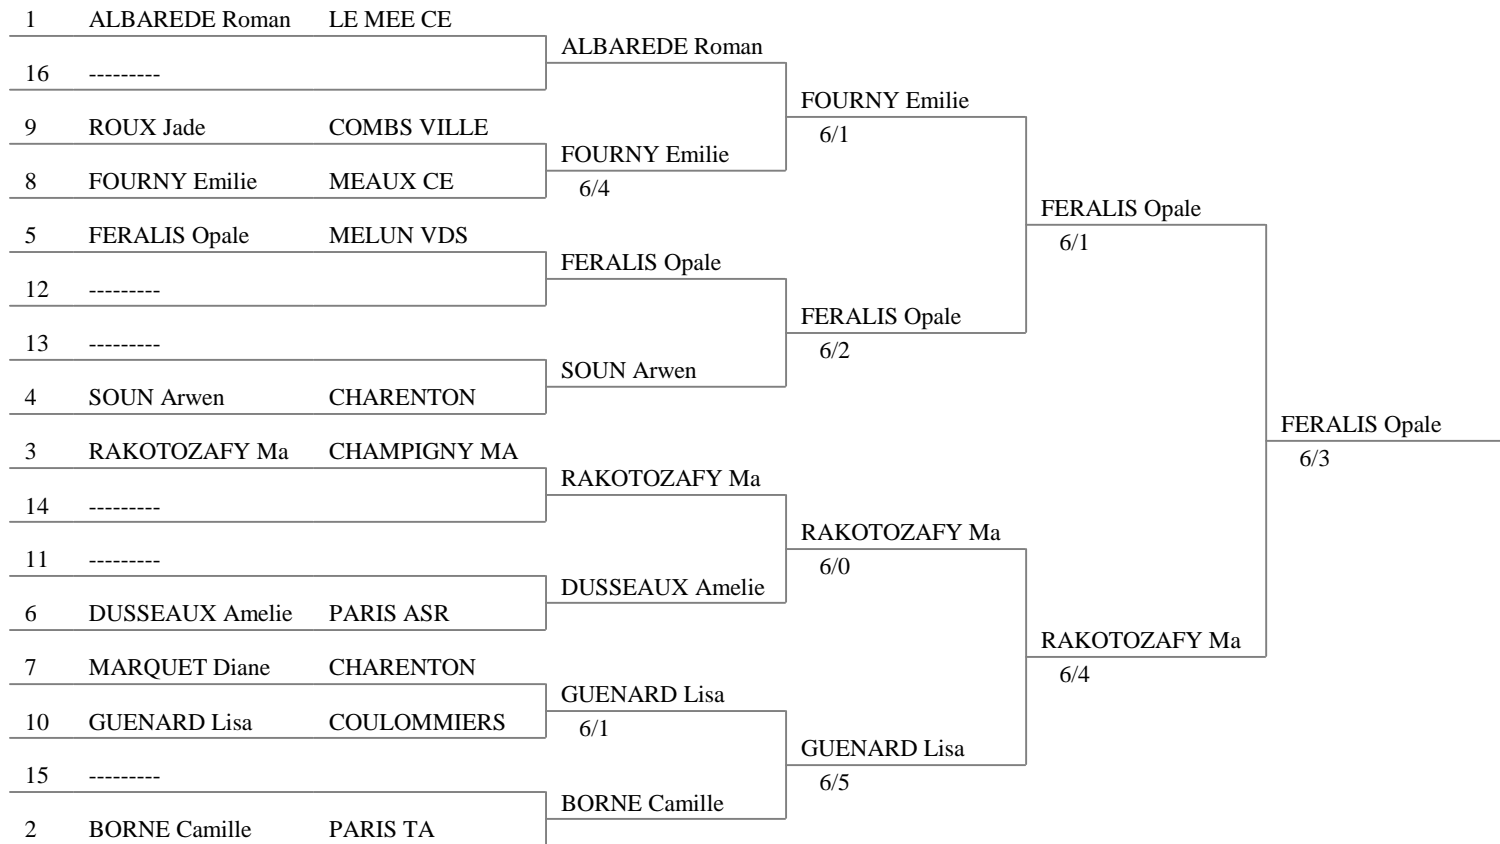 1 ALBAREDE Roman LE MEE CE
ALBAREDE Roman
16 ---------
FOURNY Emilie
6/1
9 ROUX Jade COMBS VILLE
FOURNY Emilie
6/4
8 FOURNY Emilie MEAUX CE
FERALIS Opale
6/1
5 FERALIS Opale MELUN VDS
FERALIS Opale
12 ---------
FERALIS Opale
6/2
13 ---------
SOUN Arwen
4 SOUN Arwen CHARENTON
FERALIS Opale
6/3
3 RAKOTOZAFY Ma CHAMPIGNY MA
RAKOTOZAFY Ma
14 ---------
RAKOTOZAFY Ma
6/0
11 ---------
DUSSEAUX Amelie
6 DUSSEAUX Amelie PARIS ASR
RAKOTOZAFY Ma
6/4
7 MARQUET Diane CHARENTON
GUENARD Lisa
6/1
10 GUENARD Lisa COULOMMIERS
GUENARD Lisa
6/5
15 ---------
BORNE Camille
2 BORNE Camille PARIS TA